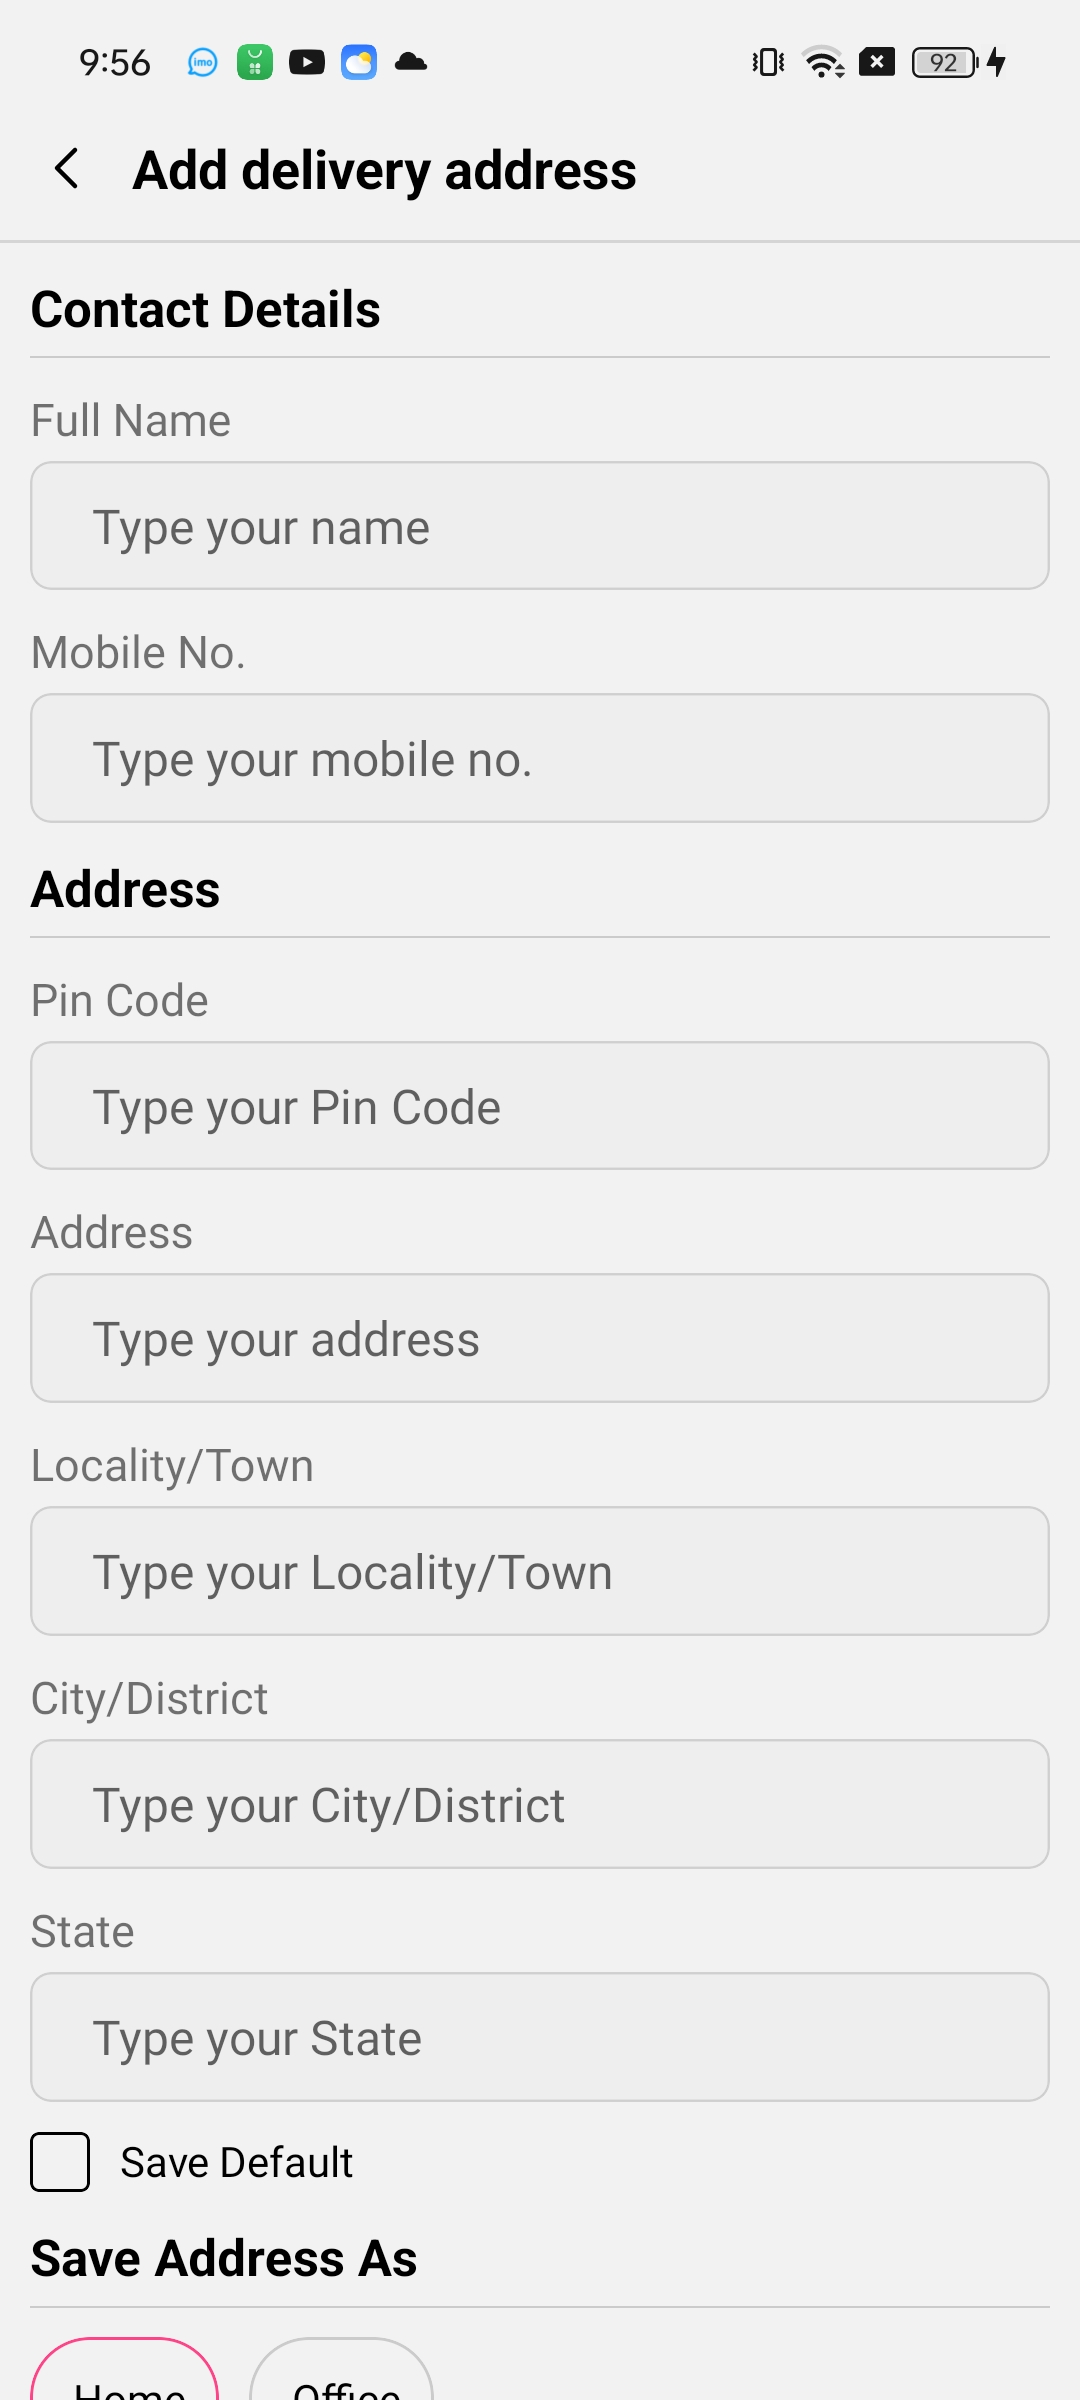 9:56 imo 92
Add delivery address
Contact Details
Full Name
Type your name
Mobile No.
Type your mobile no.
Address
Pin Code
Type your Pin Code
Address
Type your address
Locality/Town
Type your Locality/Town
City/District
Type your City/District
State
Type your State
Save Default
Save Address As
Home Office